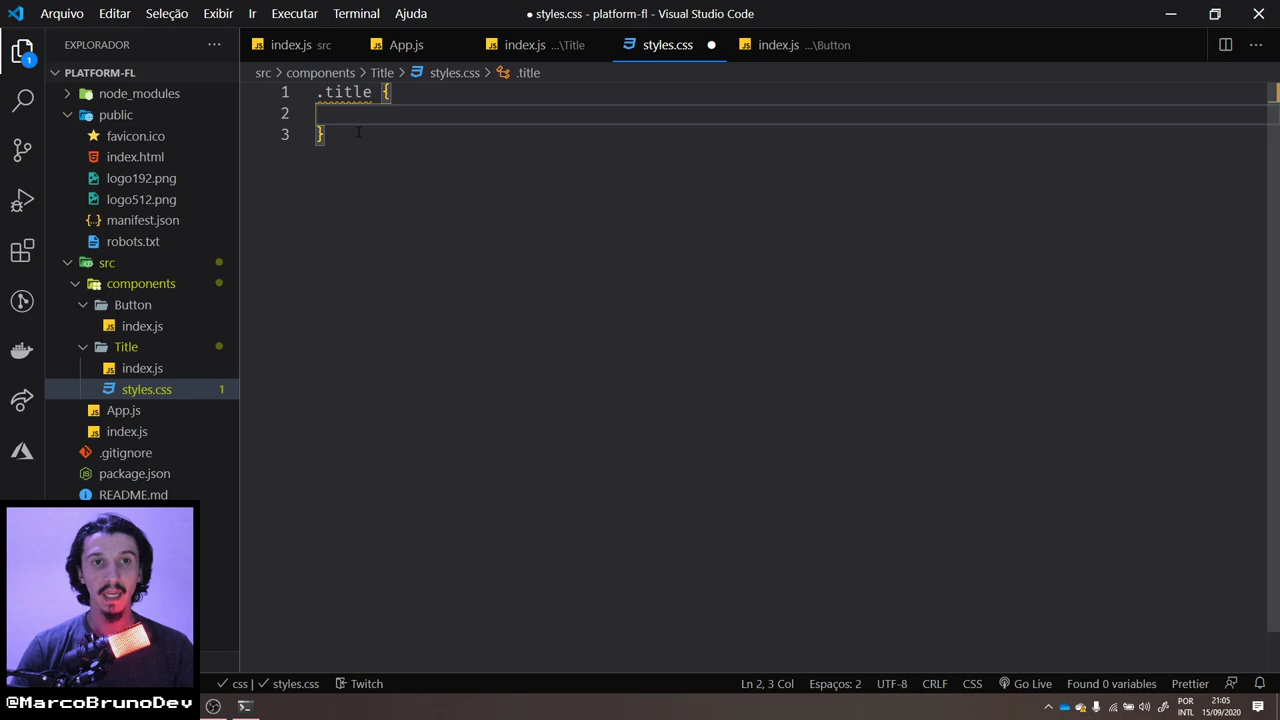 Arquivo Editar Seleção Exibir Ir Executar Terminal Ajuda
● styles.css - platform-fl - Visual Studio Code
EXPLORADOR
index.js src
App.js
index.js ...\Title
styles.css
index.js ...\Button
PLATFORM-FL
src > components > Title > styles.css > .title
node_modules
public
favicon.ico
index.html
logo192.png
logo512.png
manifest.json
robots.txt
src
components
Button
index.js
Title
index.js
styles.css 1
App.js
index.js
.gitignore
package.json
README.md
1 .title {
2
3 }
1
@MarcoBrunoDev
css | styles.css Twitch
Ln 2, 3 Col Espaços: 2 UTF-8 CRLF CSS Go Live Found 0 variables Prettier
POR
INTL
21:05
15/09/2020